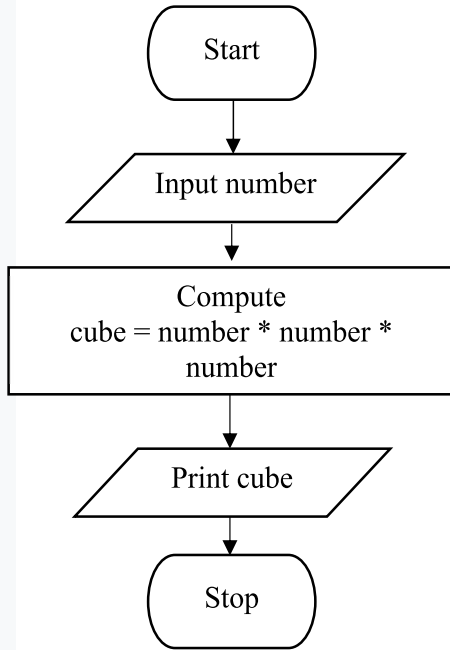 Start
Input number
Compute
cube = number * number *
number
Print cube
Stop